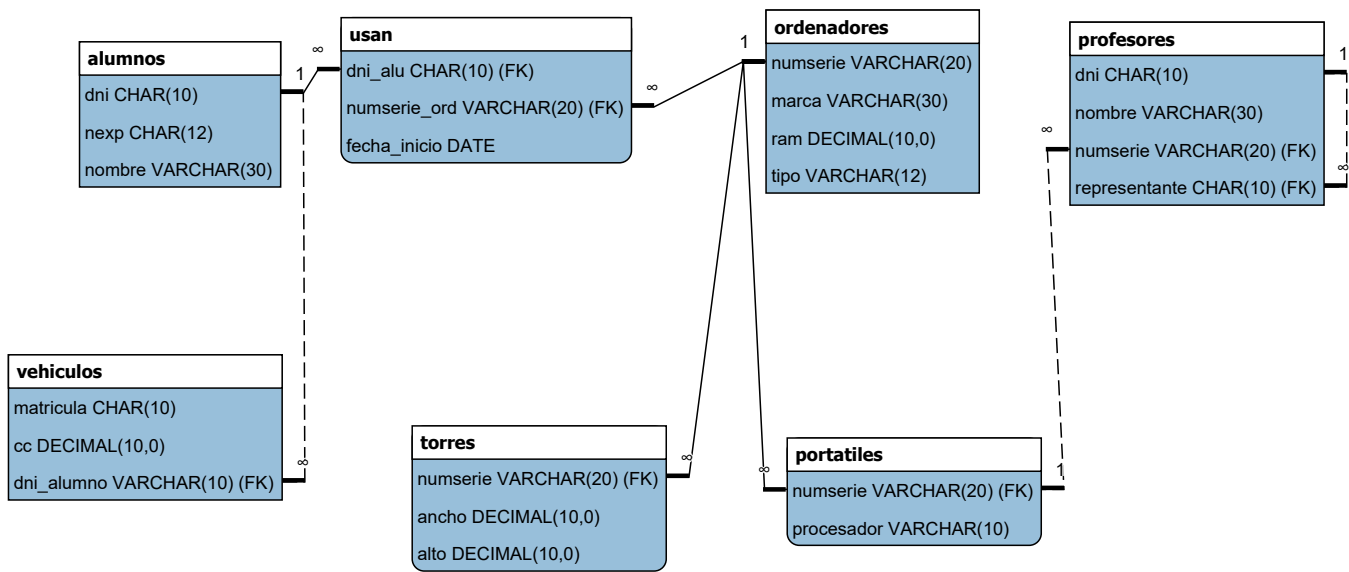 alumnos
dni CHAR(10)
nexp CHAR(12)
nombre VARCHAR(30)
1
∞
usan
dni_alu CHAR(10) (FK)
numserie_ord VARCHAR(20) (FK)
fecha_inicio DATE
∞
1
ordenadores
numserie VARCHAR(20)
marca VARCHAR(30)
ram DECIMAL(10,0)
tipo VARCHAR(12)
profesores
dni CHAR(10)
nombre VARCHAR(30)
numserie VARCHAR(20) (FK)
representante CHAR(10) (FK)
1
∞
∞
vehiculos
matricula CHAR(10)
cc DECIMAL(10,0)
dni_alumno VARCHAR(10) (FK)
∞
torres
numserie VARCHAR(20) (FK)
ancho DECIMAL(10,0)
alto DECIMAL(10,0)
∞
∞
portatiles
numserie VARCHAR(20) (FK)
procesador VARCHAR(10)
1